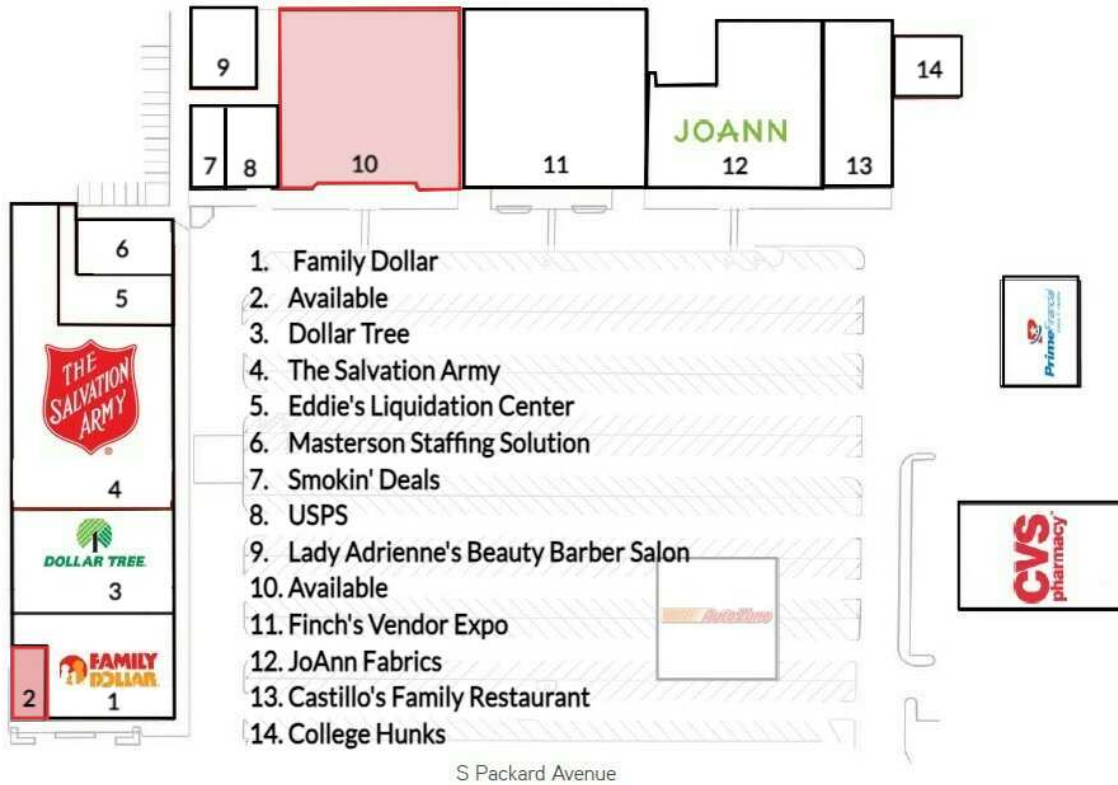 9
14
JOANN
7
8
10
11
12
13
6
5
THE
SALVATION
ARMY
4
DOLLAR TREE
3
FAMILY
DOLLAR
2
1
1. Family Dollar
2. Available
3. Dollar Tree
4. The Salvation Army
5. Eddie's Liquidation Center
6. Masterson Staffing Solution
7. Smokin' Deals
8. USPS
9. Lady Adrienne's Beauty Barber Salon
10. Available
11. Finch's Vendor Expo
12. JoAnn Fabrics
13. Castillo's Family Restaurant
14. College Hunks
AutoZone
PrimeFinancial
CVS
pharmacy
S Packard Avenue